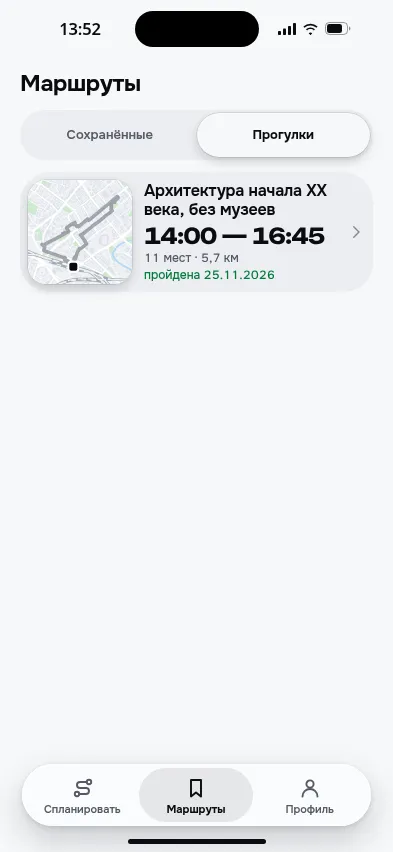 13:52
Маршруты
Сохранённые
Прогулки
Архитектура начала XX
века, без музеев
14:00 — 16:45
11 мест · 5,7 км
пройдена 25.11.2026
Спланировать
Маршруты
Профиль